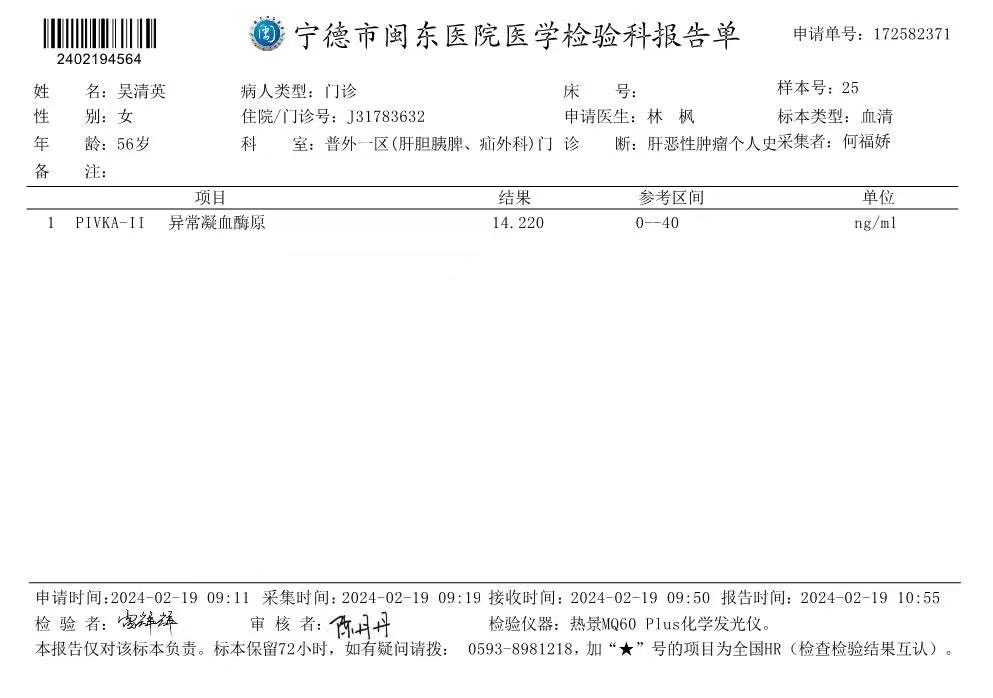 宁德市闽东医院医学检验科报告单
申请单号：172582371
2402194564
姓 名：吴清英 病人类型：门诊 床 号： 样本号：25
性 别：女 住院/门诊号：J31783632 申请医生：林 枫 标本类型：血清
年 龄：56岁 科 室：普外一区(肝胆胰脾、疝外科)门 诊 断：肝恶性肿瘤个人史 采集者：何福娇
备 注：
项目 结果 参考区间 单位
1 PIVKA-II 异常凝血酶原 14.220 0--40 ng/ml
申请时间：2024-02-19 09:11 采集时间：2024-02-19 09:19 接收时间：2024-02-19 09:50 报告时间：2024-02-19 10:55
检 验 者： 审 核 者：陈丹丹 检验仪器：热景MQ60 Plus化学发光仪。
本报告仅对该标本负责。标本保留72小时，如有疑问请拨： 0593-8981218，加“★”号的项目为全国HR（检查检验结果互认）。